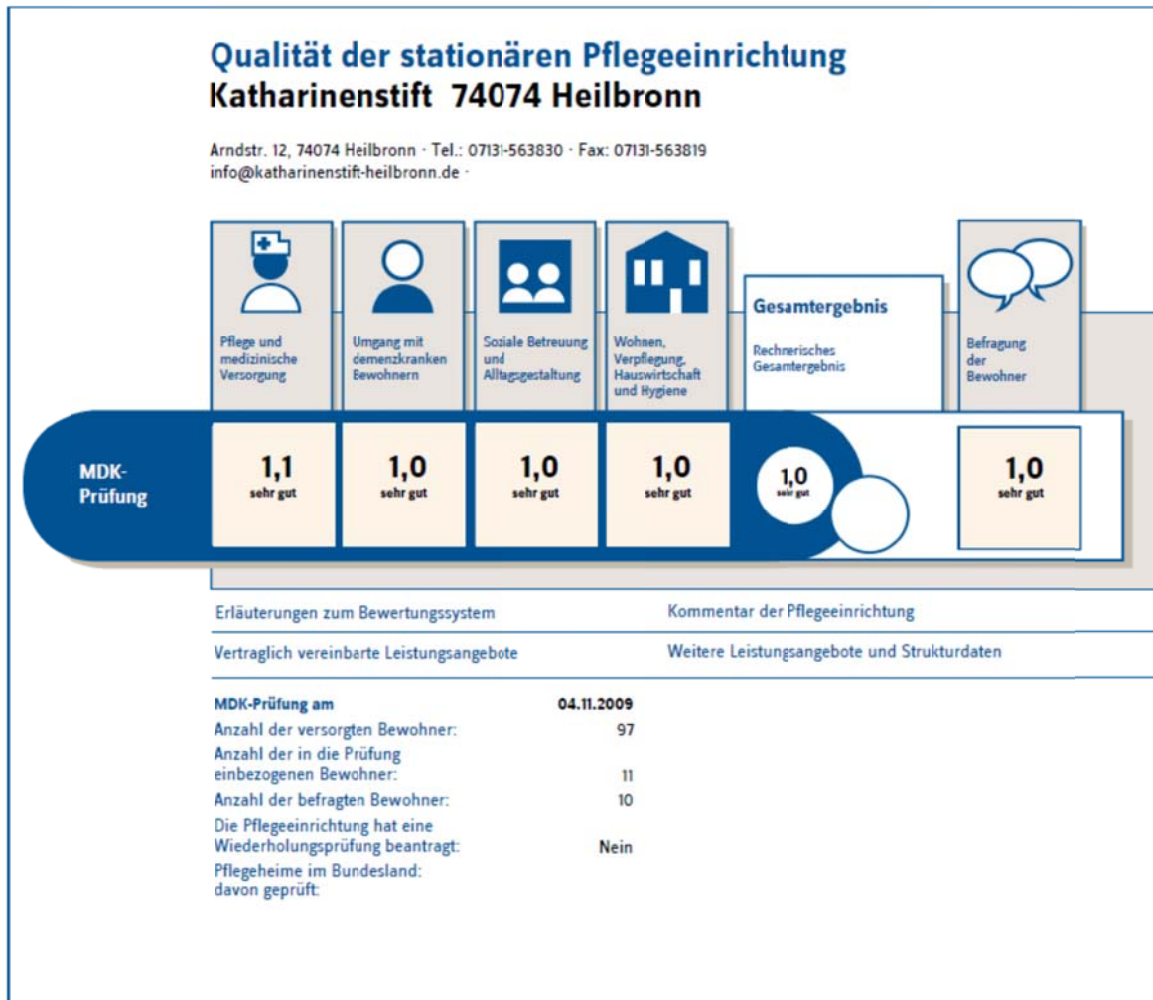 Qualität der stationären Pflegeeinrichtung
Katharinenstift 74074 Heilbronn
Arndstr. 12, 74074 Heilbronn · Tel.: 07131-563830 · Fax: 07131-563819
info@katharinenstift-heilbronn.de ·
Pflege und
medizinische
Versorgung
Umgang mit
demenzkranken
Bewohnern
Soziale Betreuung
und
Alltagsgestaltung
Wohnen,
Verpflegung,
Hauswirtschaft
und Hygiene
Gesamtergebnis
Rechnerisches
Gesamtergebnis
Befragung
der
Bewohner
MDK-
Prüfung
1,1
sehr gut
1,0
sehr gut
1,0
sehr gut
1,0
sehr gut
1,0
sehr gut
1,0
sehr gut
Erläuterungen zum Bewertungssystem
Kommentar der Pflegeeinrichtung
Vertraglich vereinbarte Leistungsangebote
Weitere Leistungsangebote und Strukturdaten
MDK-Prüfung am 04.11.2009
Anzahl der versorgten Bewohner: 97
Anzahl der in die Prüfung
einbezogenen Bewohner: 11
Anzahl der befragten Bewohner: 10
Die Pflegeeinrichtung hat eine
Wiederholungsprüfung beantragt: Nein
Pflegeheime im Bundesland:
davon geprüft: